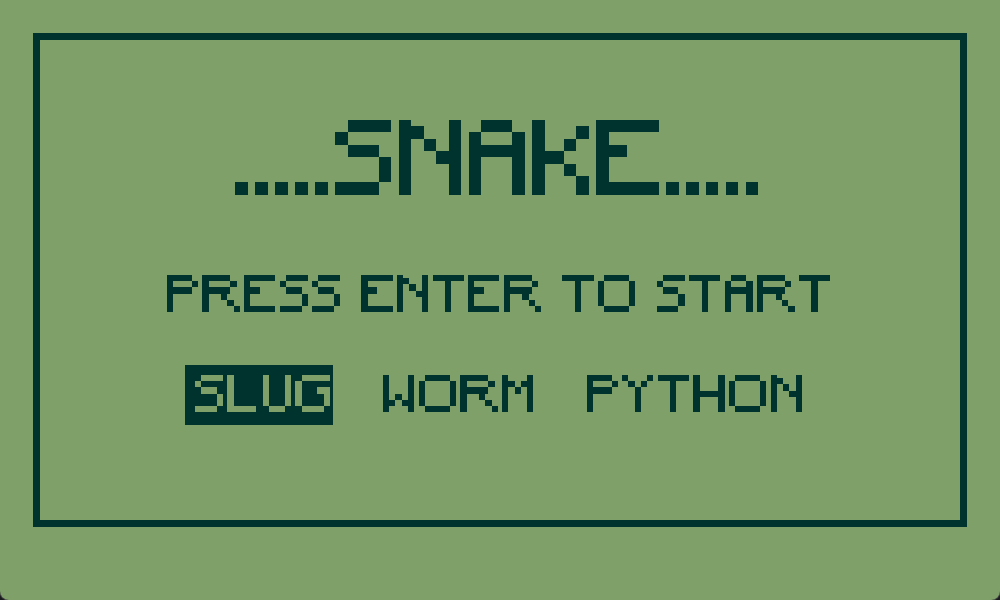 .....SNAKE.....
PRESS ENTER TO START
SLUG WORM PYTHON